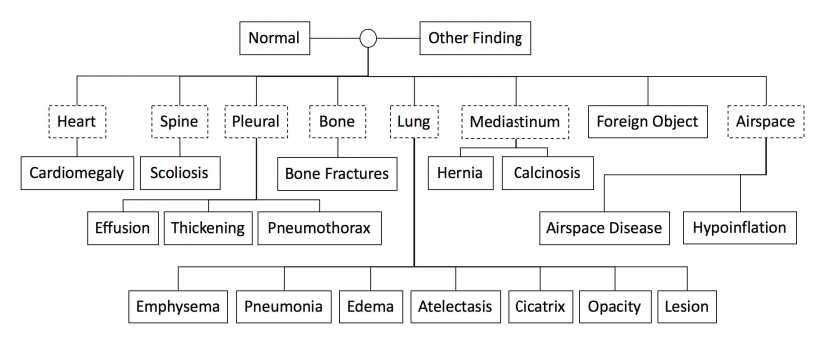 Normal
Other Finding
Heart
Spine
Pleural
Bone
Lung
Mediastinum
Foreign Object
Airspace
Cardiomegaly
Scoliosis
Bone Fractures
Hernia
Calcinosis
Effusion
Thickening
Pneumothorax
Airspace Disease
Hypoinflation
Emphysema
Pneumonia
Edema
Atelectasis
Cicatrix
Opacity
Lesion